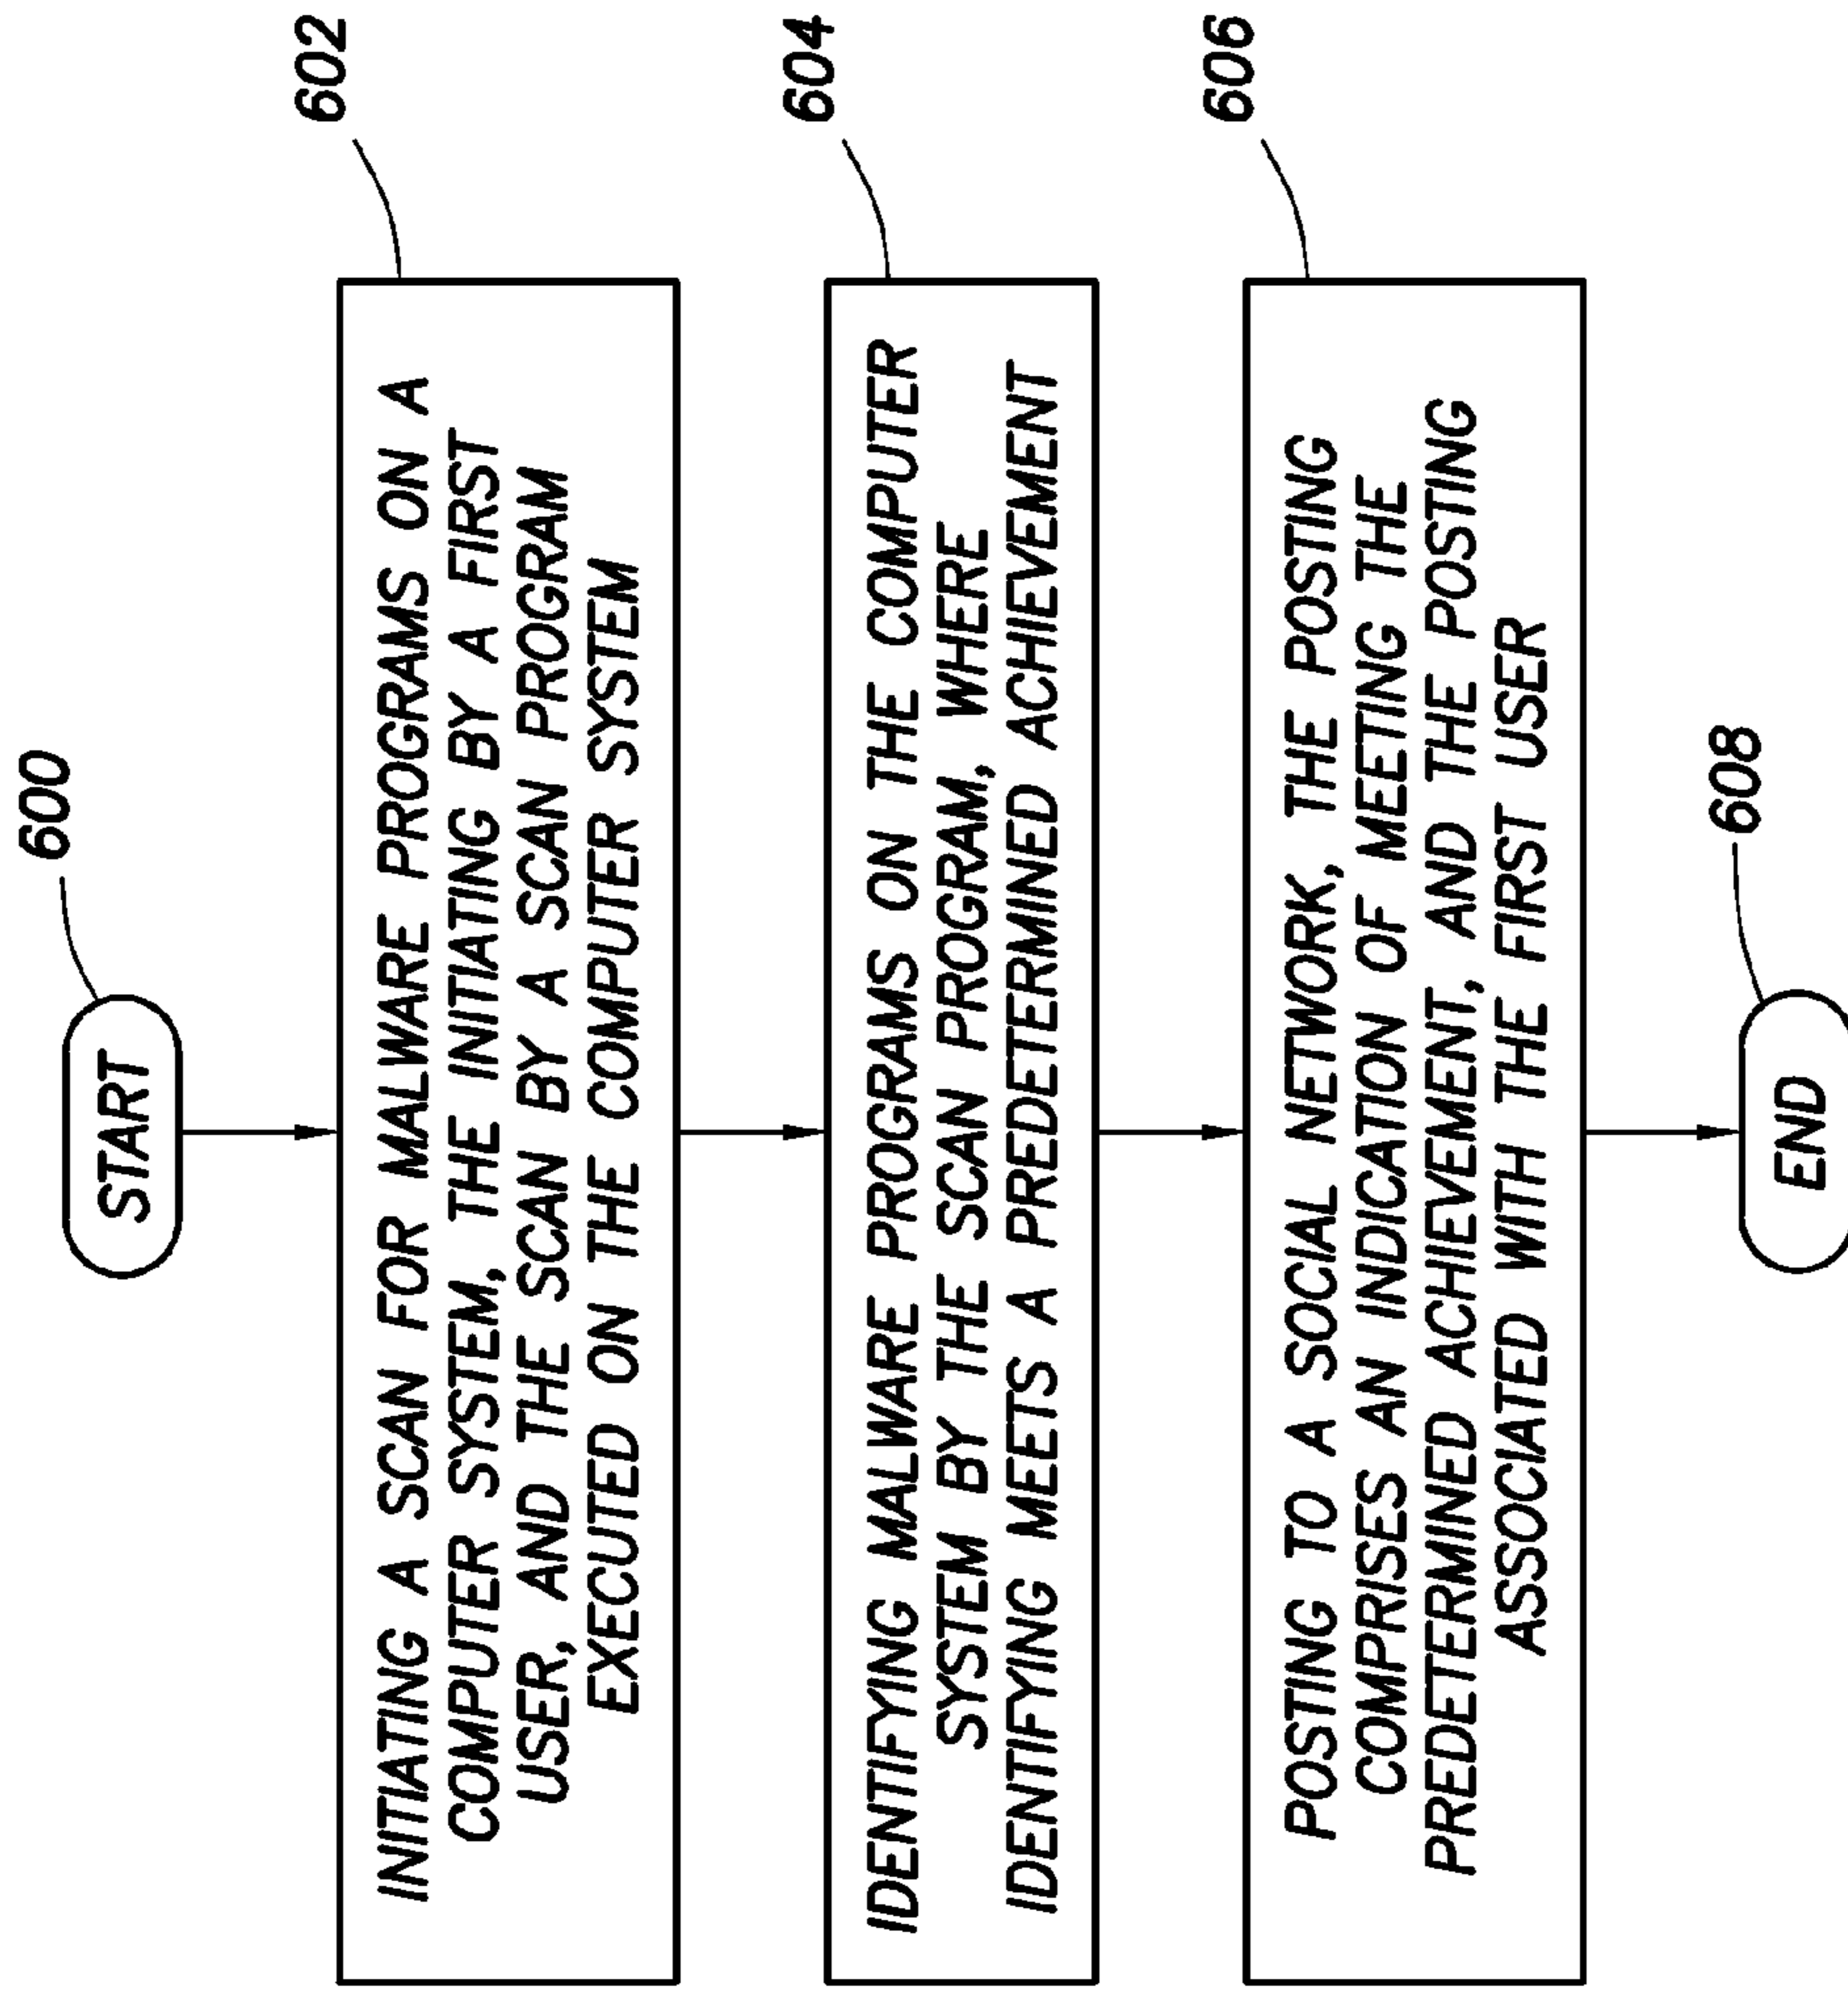 600
START
602
INITIATING A SCAN FOR MALWARE PROGRAMS ON A
COMPUTER SYSTEM, THE INITIATING BY A FIRST
USER, AND THE SCAN BY A SCAN PROGRAM
EXECUTED ON THE COMPUTER SYSTEM
604
IDENTIFYING MALWARE PROGRAMS ON THE COMPUTER
SYSTEM BY THE SCAN PROGRAM, WHERE
IDENTIFYING MEETS A PREDETERMINED ACHIEVEMENT
606
POSTING TO A SOCIAL NETWORK, THE POSTING
COMPRISES AN INDICATION OF MEETING THE
PREDETERMINED ACHIEVEMENT, AND THE POSTING
ASSOCIATED WITH THE FIRST USER
608
END